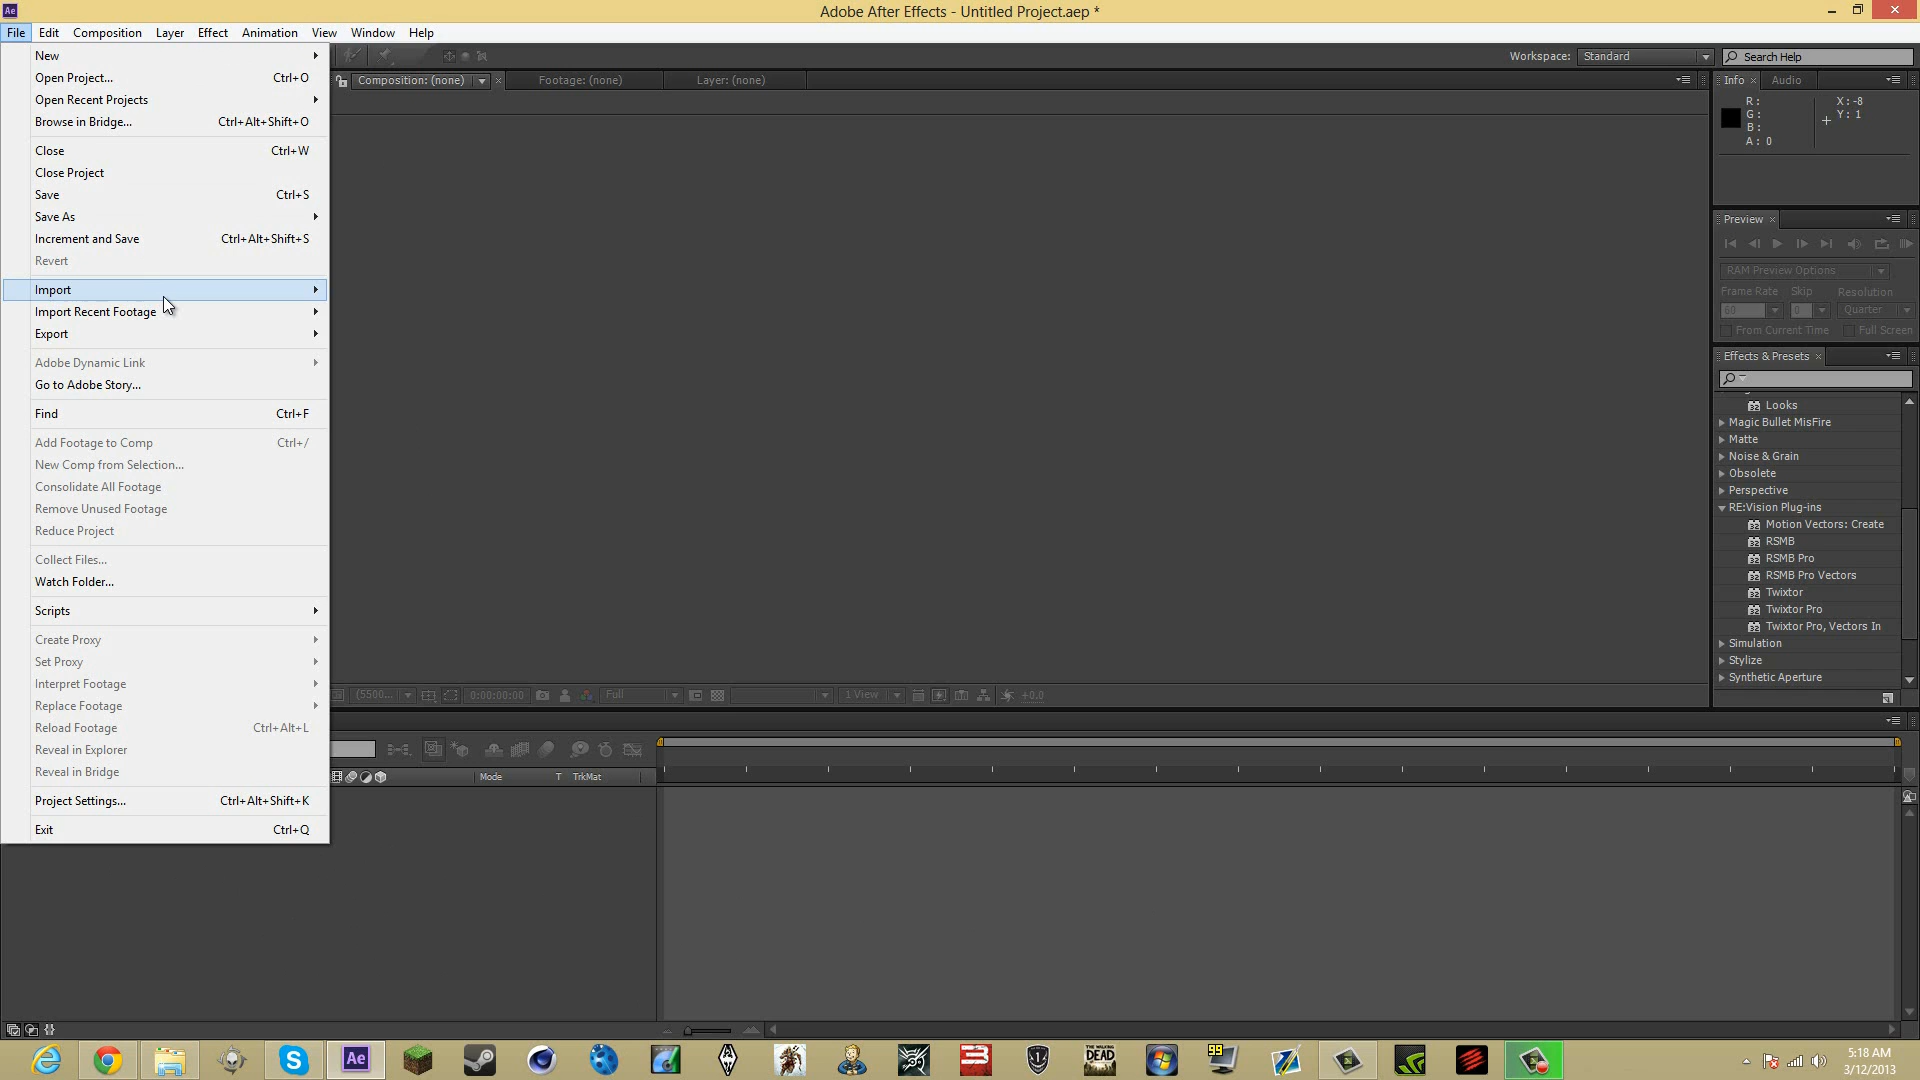 Adobe After Effects - Untitled Project.aep *
File Edit Composition Layer Effect Animation View Window Help
Workspace: Standard Search Help
Composition: (none) Footage: (none) Layer: (none)
New
Open Project... Ctrl+O
Open Recent Projects
Browse in Bridge... Ctrl+Alt+Shift+O
Close Ctrl+W
Close Project
Save Ctrl+S
Save As
Increment and Save Ctrl+Alt+Shift+S
Revert
Import
Import Recent Footage
Export
Adobe Dynamic Link
Go to Adobe Story...
Find Ctrl+F
Add Footage to Comp Ctrl+/
New Comp from Selection...
Consolidate All Footage
Remove Unused Footage
Reduce Project
Collect Files...
Watch Folder...
Scripts
Create Proxy
Set Proxy
Interpret Footage
Replace Footage
Reload Footage Ctrl+Alt+L
Reveal in Explorer
Reveal in Bridge
Project Settings... Ctrl+Alt+Shift+K
Exit Ctrl+Q
Info Audio
R: X: -8
G: Y: 1
B:
A: 0
Preview
RAM Preview Options
Frame Rate Skip Resolution
60 0 Quarter
From Current Time Full Screen
Effects & Presets
Looks
Magic Bullet MisFire
Matte
Noise & Grain
Obsolete
Perspective
RE:Vision Plug-ins
Motion Vectors: Create
RSMB
RSMB Pro
RSMB Pro Vectors
Twixtor
Twixtor Pro
Twixtor Pro, Vectors In
Simulation
Stylize
Synthetic Aperture
(5500... 0:00:00:00 Full 1 View +0.0
Mode T TrkMat
5:18 AM
3/12/2013